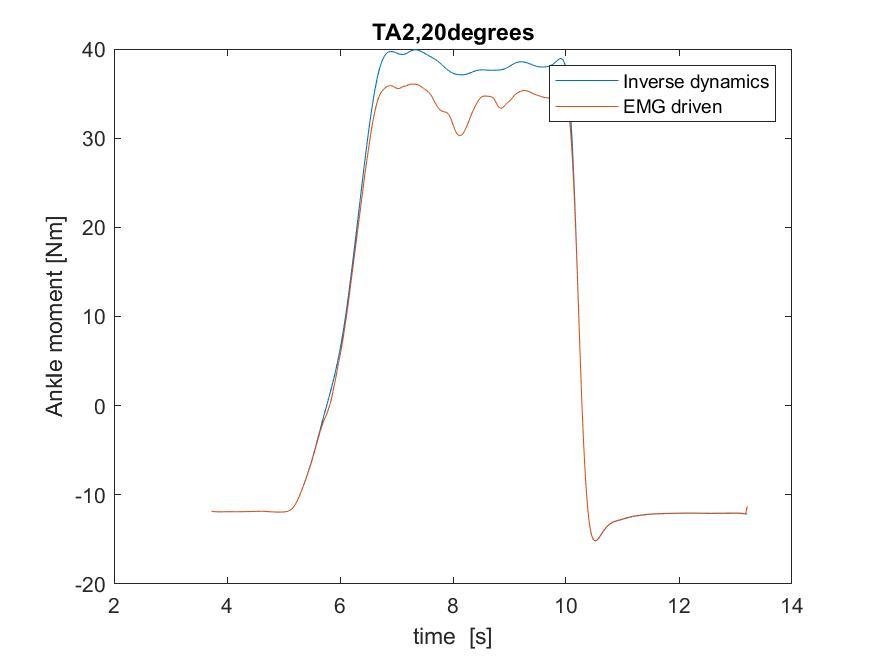 TA2,20degrees
40
30
20
10
0
-10
-20
Ankle moment [Nm]
Inverse dynamics
EMG driven
2 4 6 8 10 12 14
time [s]